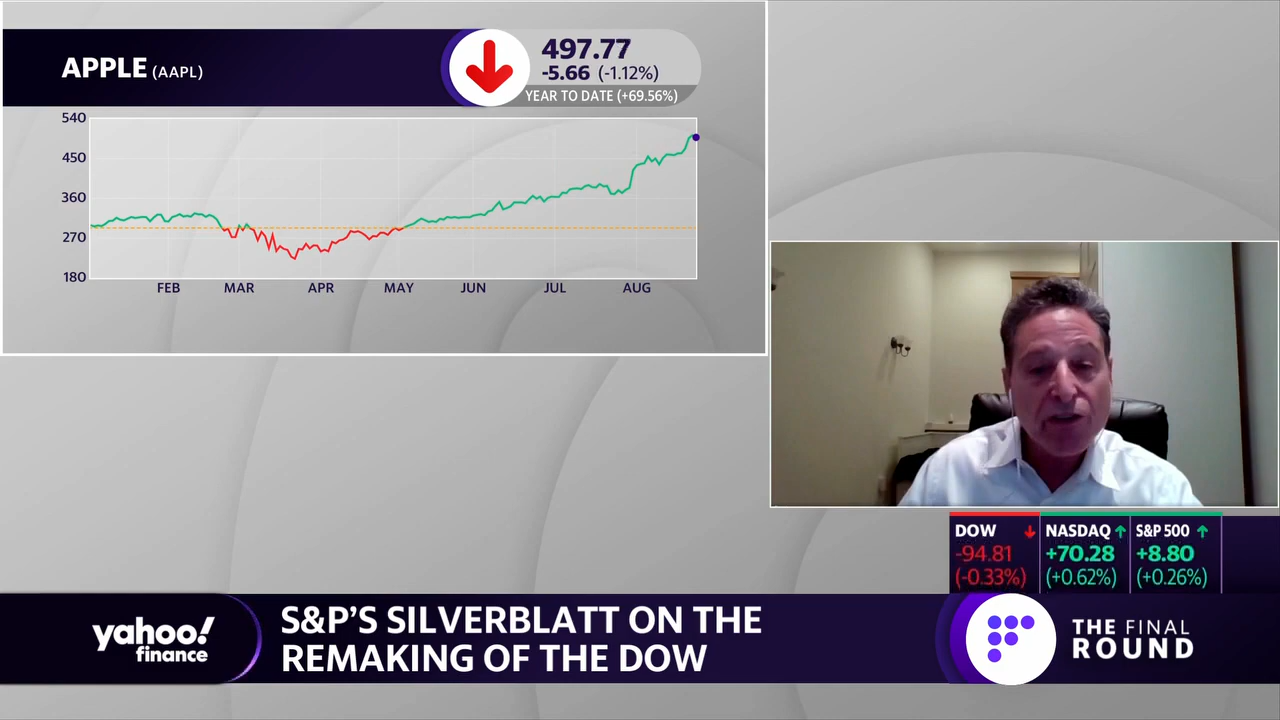 APPLE (AAPL)
497.77
-5.66 (-1.12%)
YEAR TO DATE (+69.56%)
540
450
360
270
180
FEB MAR APR MAY JUN JUL AUG
DOW
-94.81
(-0.33%)
NASDAQ
+70.28
(+0.62%)
S&P 500
+8.80
(+0.26%)
yahoo!
finance
S&P'S SILVERBLATT ON THE
REMAKING OF THE DOW
THE FINAL
ROUND